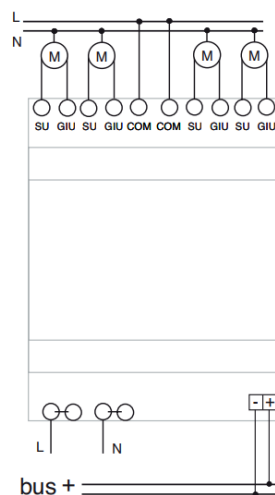 L
N
M M M M
SU GIU SU GIU COM COM SU GIU SU GIU
- +
L N
bus +